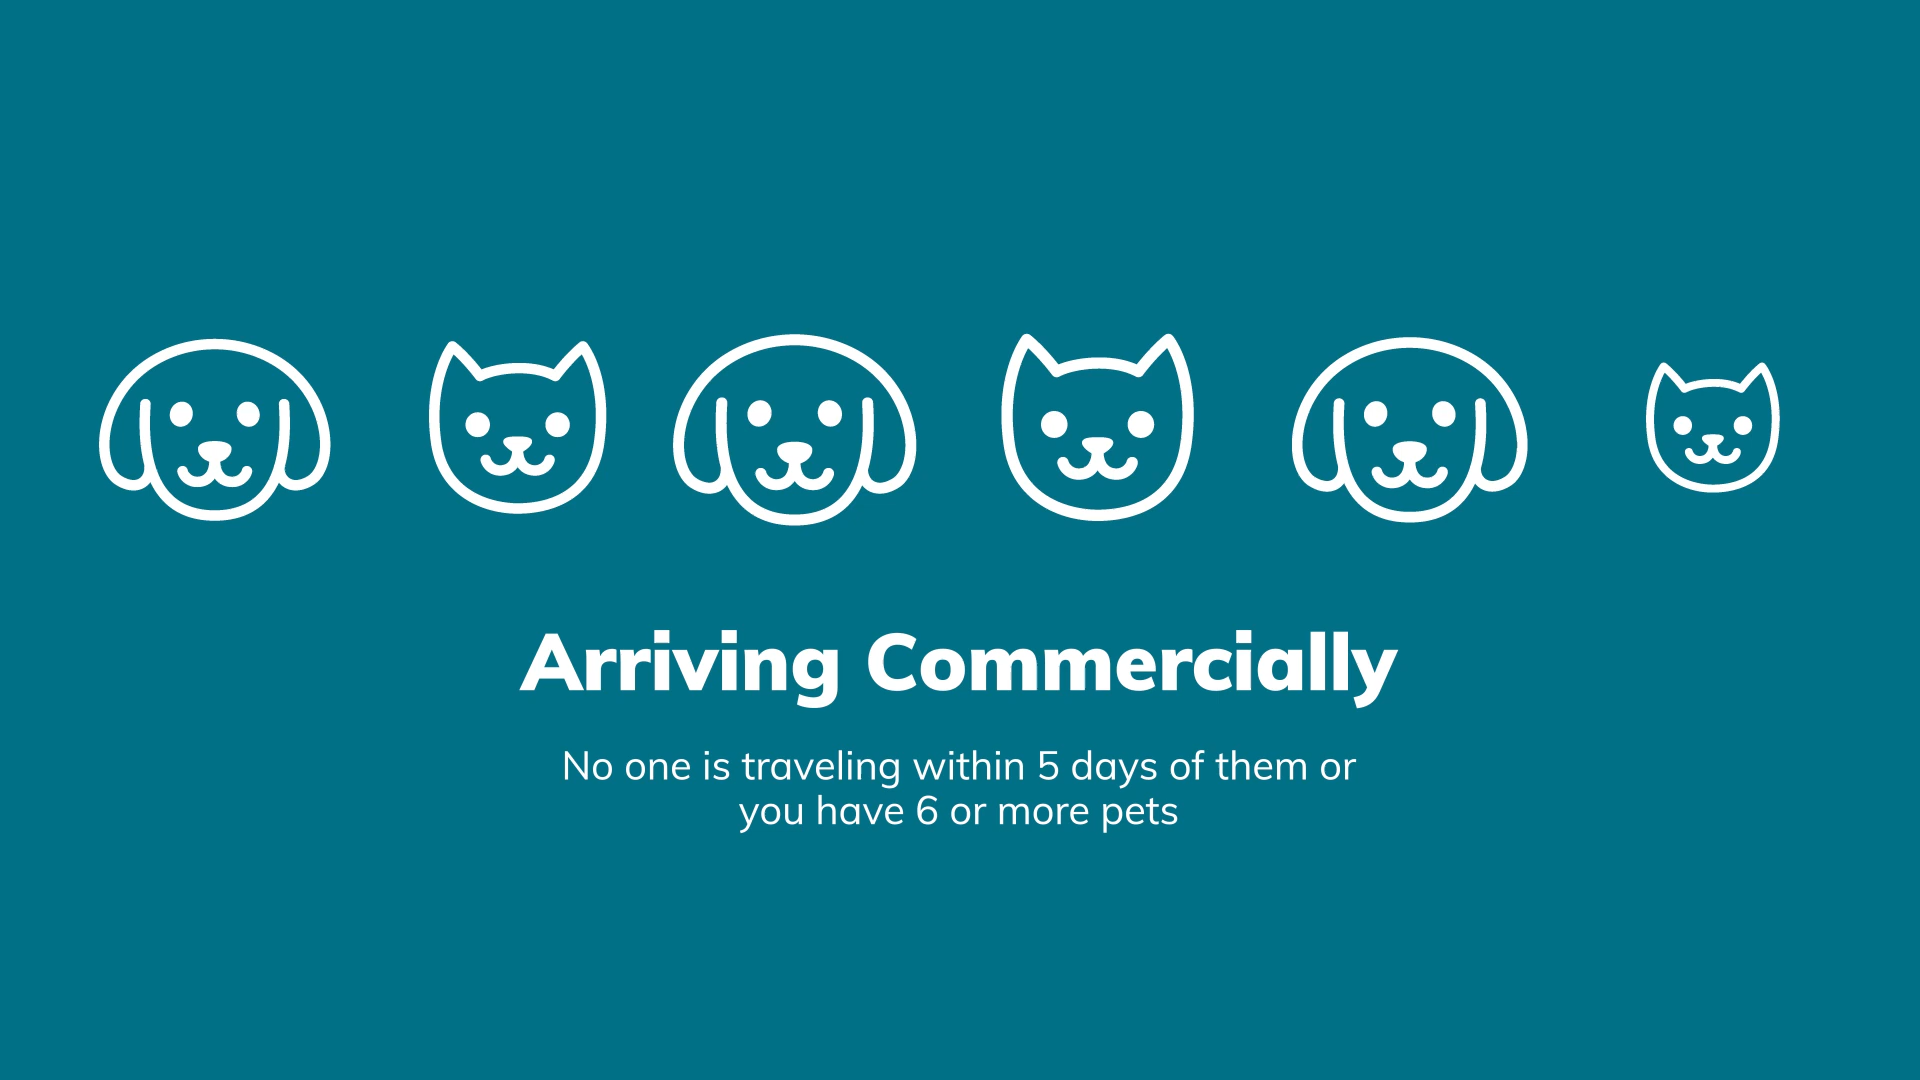 Arriving Commercially
No one is traveling within 5 days of them or
you have 6 or more pets